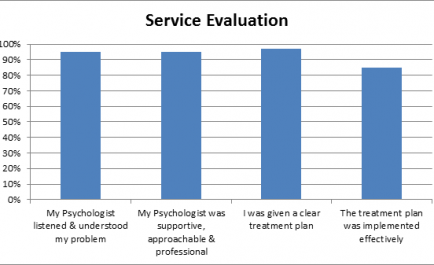 Service Evaluation
100%
90%
80%
70%
60%
50%
40%
30%
20%
10%
0%
My Psychologist
listened & understood
my problem
My Psychologist was
supportive,
approachable &
professional
I was given a clear
treatment plan
The treatment plan
was implemented
effectively